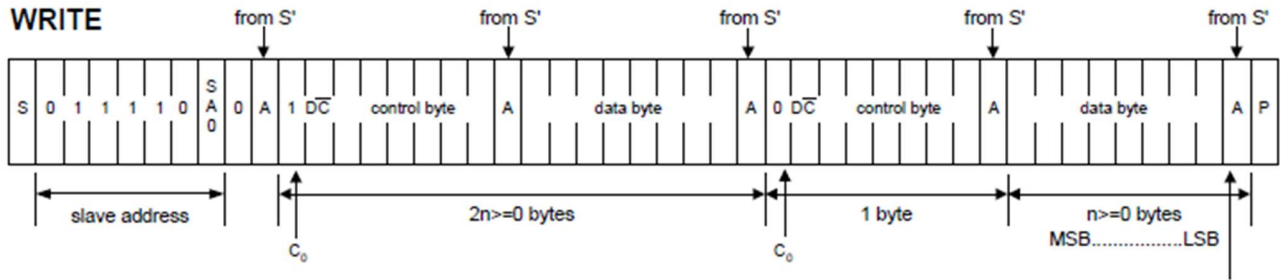 WRITE
from S' from S' from S' from S' from S'
S 0 1 1 1 1 0 SA0 0 A 1 DC̅ control byte A data byte A 0 DC̅ control byte A data byte A P
slave address 2n>=0 bytes 1 byte n>=0 bytes
MSB.................LSB
C₀ C₀